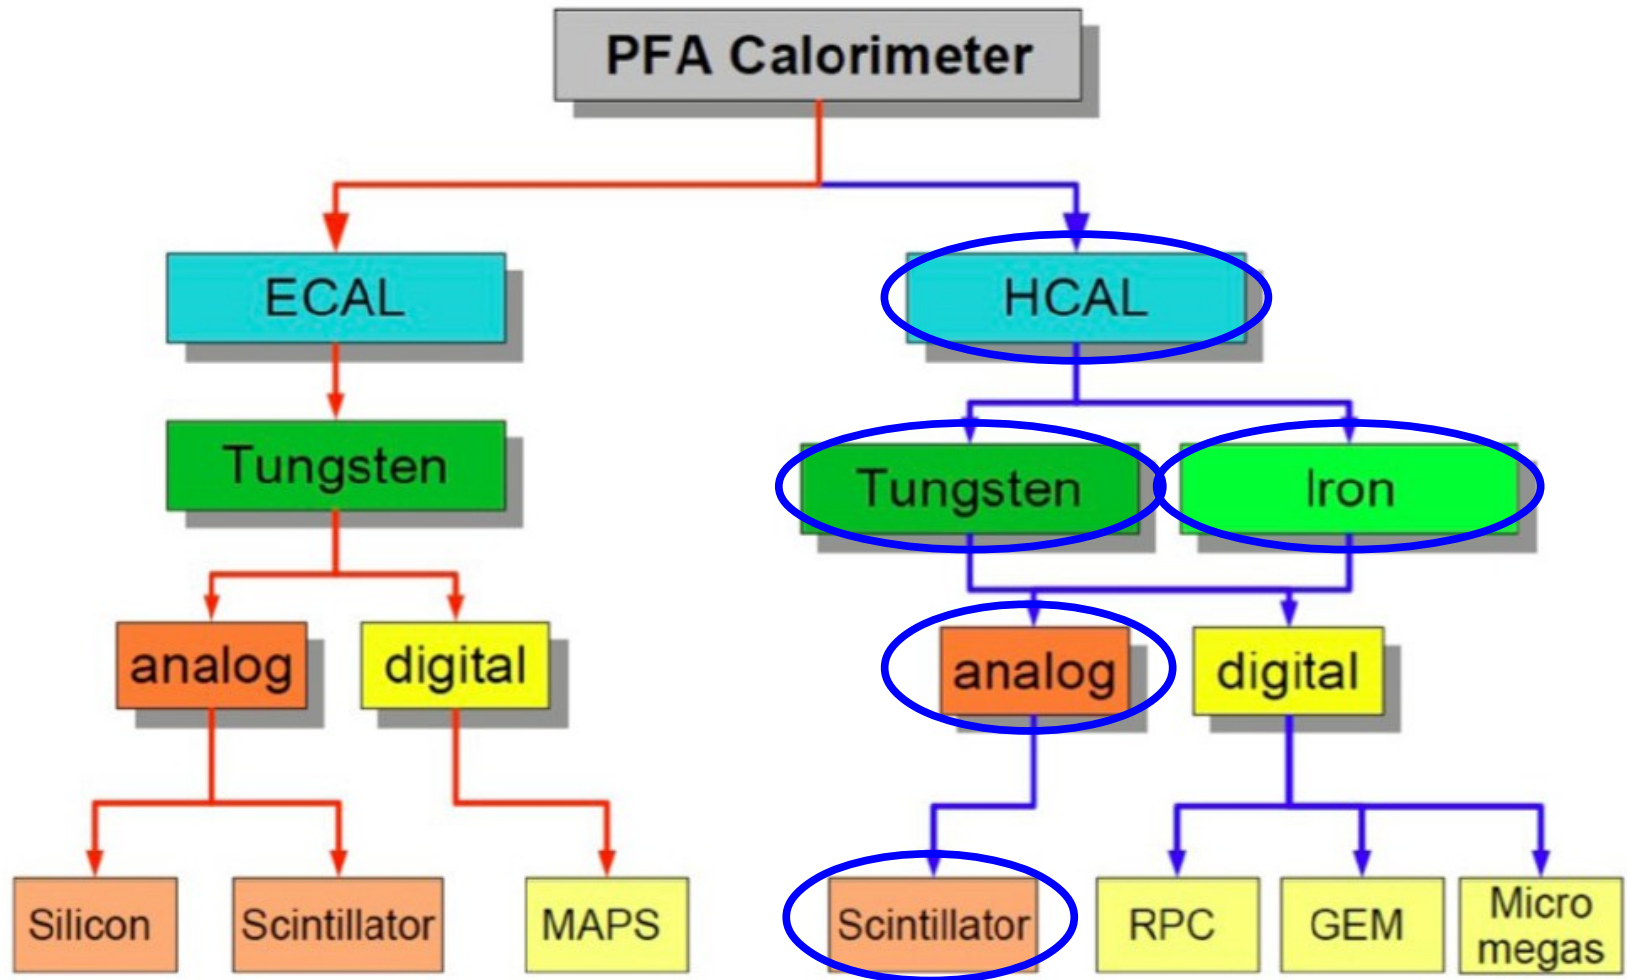 PFA Calorimeter
ECAL
HCAL
Tungsten
Tungsten
Iron
analog
digital
analog
digital
Silicon
Scintillator
MAPS
Scintillator
RPC
GEM
Micro
megas